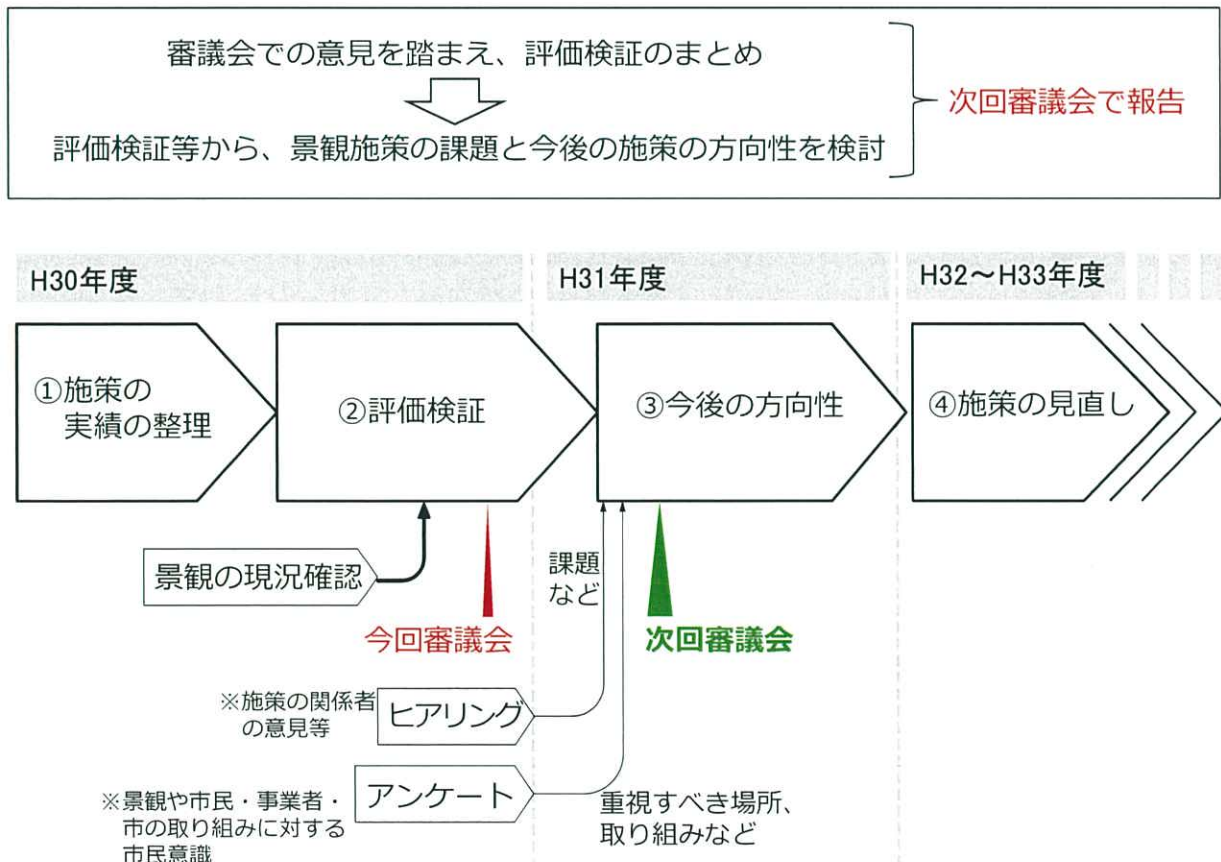 審議会での意見を踏まえ、評価検証のまとめ
評価検証等から、景観施策の課題と今後の施策の方向性を検討
次回審議会で報告
H30年度
H31年度
H32～H33年度
①施策の
実績の整理
②評価検証
③今後の方向性
④施策の見直し
景観の現況確認
今回審議会
課題
など
次回審議会
※施策の関係者
の意見等
ヒアリング
※景観や市民・事業者・
市の取り組みに対する
市民意識
アンケート
重視すべき場所、
取り組みなど